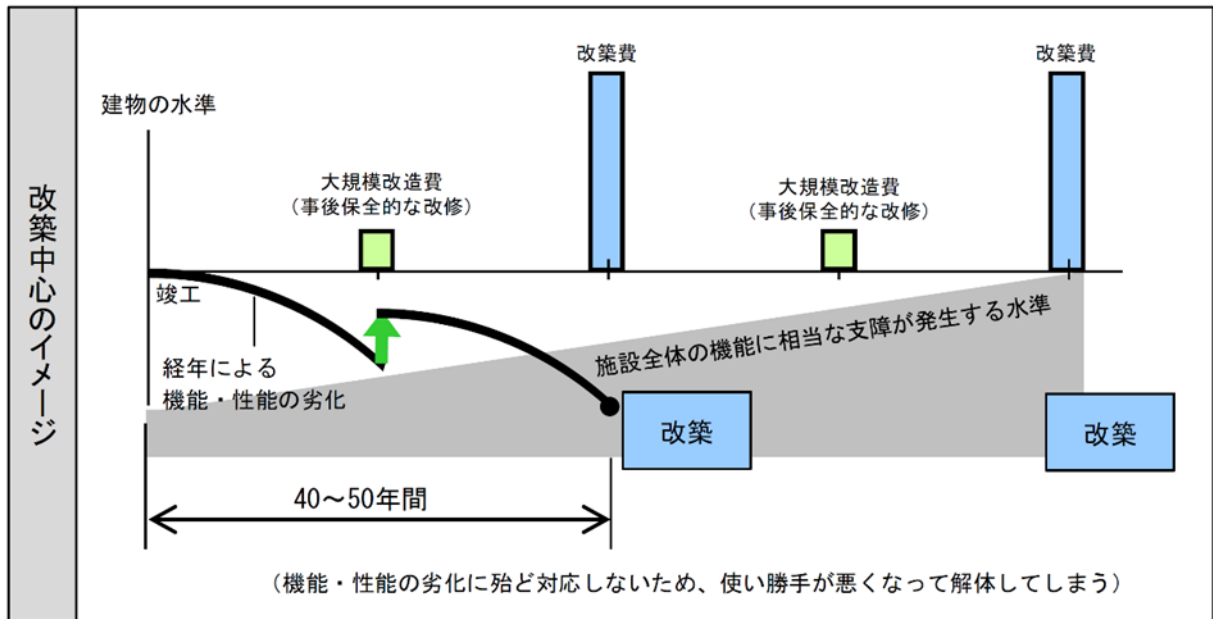 改築中心のイメージ
改築費
改築費
建物の水準
大規模改造費
（事後保全的な改修）
大規模改造費
（事後保全的な改修）
竣工
経年による
機能・性能の劣化
施設全体の機能に相当な支障が発生する水準
改築
改築
40～50年間
（機能・性能の劣化に殆ど対応しないため、使い勝手が悪くなって解体してしまう）